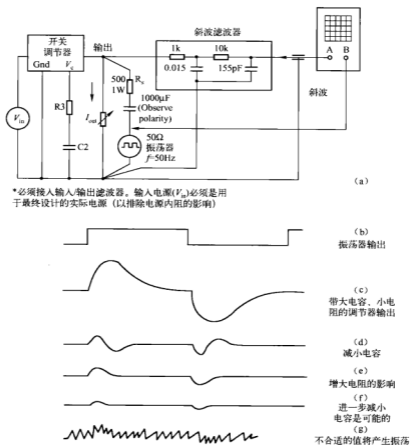 开关
调节器
Gnd
Vc
输出
斜波滤波器
1k
10k
0.015
155pF
A
B
斜波
R3
C2
Vin
Iout
500
1W
Rc
1000μF
(Observe
polarity)
50Ω
振荡器
f=50Hz
(a)
*必须接入输入/输出滤波器。输入电源(Vin)必须是用
于最终设计的实际电源(以排除电源内阻的影响)
(b)
振荡器输出
(c)
带大电容、小电
阻的调节器输出
(d)
减小电容
(e)
增大电阻的影响
(f)
进一步减小
电容是可能的
(g)
不合适的值将产生振荡